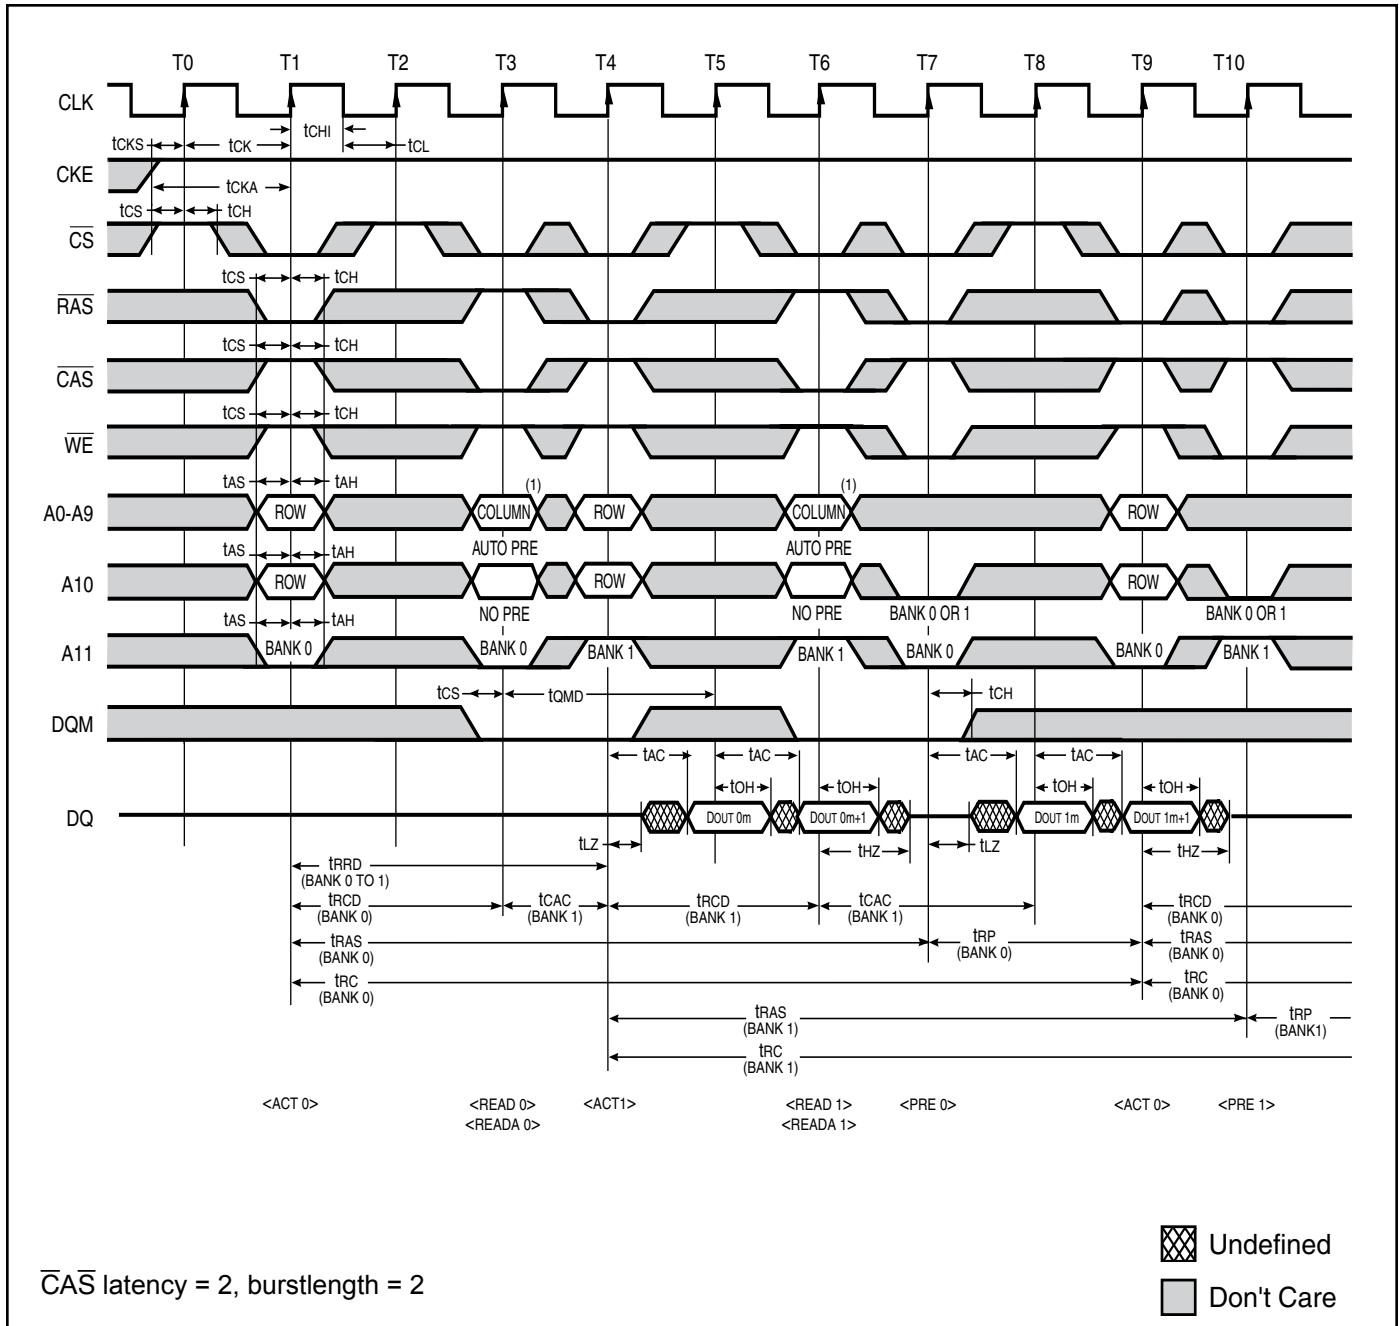 T0 T1 T2 T3 T4 T5 T6 T7 T8 T9 T10
CLK
tCHI
tCKS tCK tCL
CKE
tCKA
tCS tCH
CS
tCS tCH
RAS
tCS tCH
CAS
tCS tCH
WE
tAS tAH (1) (1)
A0-A9 ROW COLUMN ROW COLUMN ROW
tAS tAH AUTO PRE AUTO PRE
A10 ROW ROW ROW
tAS tAH NO PRE NO PRE BANK 0 OR 1 BANK 0 OR 1
A11 BANK 0 BANK 0 BANK 1 BANK 1 BANK 0 BANK 0 BANK 1
tCS tQMD tCH
DQM
tAC tAC tAC tAC
tOH tOH tOH tOH
DQ DOUT 0m DOUT 0m+1 DOUT 1m DOUT 1m+1
tLZ tHZ tLZ tHZ
tRRD
(BANK 0 TO 1)
tRCD tCAC tRCD tCAC tRCD
(BANK 0) (BANK 1) (BANK 1) (BANK 1) (BANK 0)
tRAS tRP tRAS
(BANK 0) (BANK 0) (BANK 0)
tRC tRC
(BANK 0) (BANK 0)
tRAS tRP
(BANK 1) (BANK1)
tRC
(BANK 1)
<ACT 0> <READ 0> <ACT1> <READ 1> <PRE 0> <ACT 0> <PRE 1>
<READA 0> <READA 1>
Undefined
CAS latency = 2, burstlength = 2
Don't Care